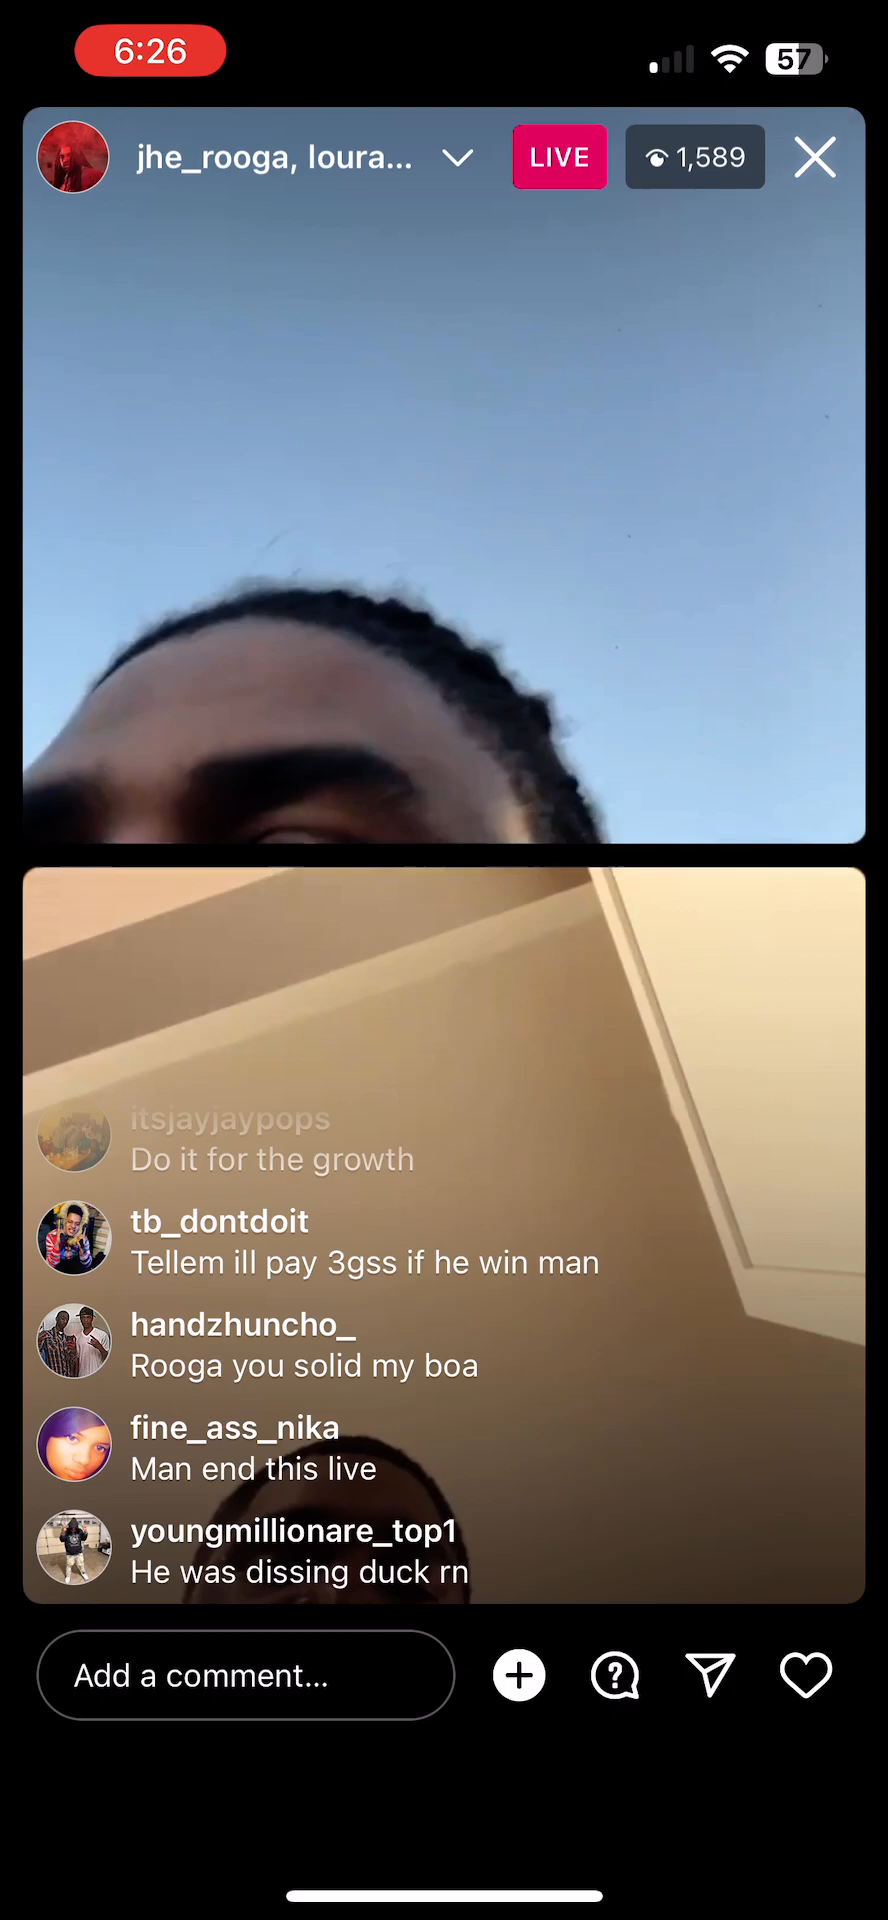 6:26
57
jhe_rooga, loura...
LIVE
1,589
itsjayjaypops
Do it for the growth
tb_dontdoit
Tellem ill pay 3gss if he win man
handzhuncho_
Rooga you solid my boa
fine_ass_nika
Man end this live
youngmillionare_top1
He was dissing duck rn
Add a comment...